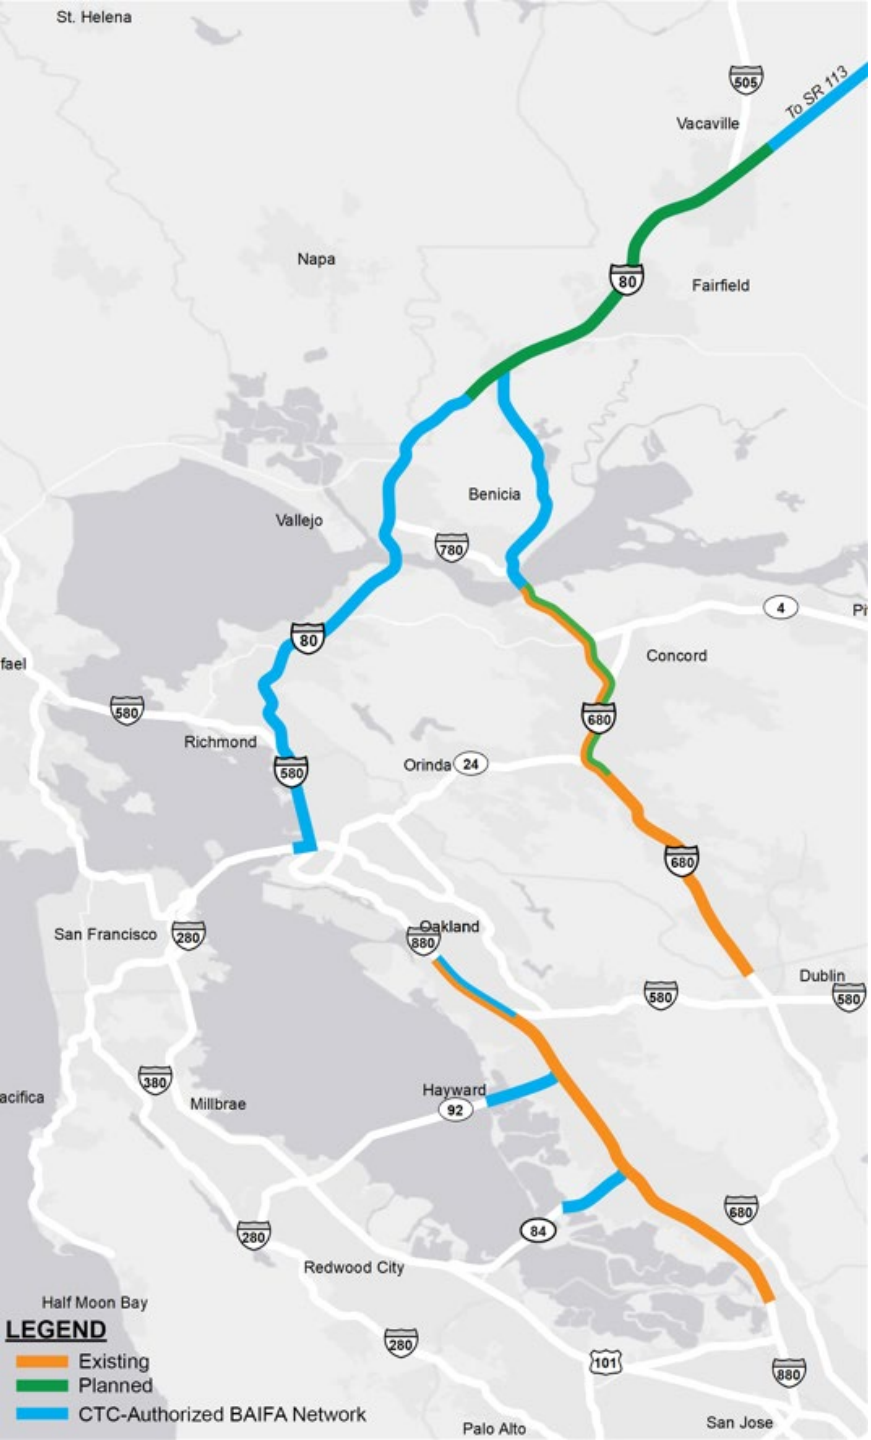 St. Helena
505
To SR 113
Vacaville
Napa
80
Fairfield
Benicia
Vallejo
780
4
Pi
80
Concord
fael
580
680
Richmond
580
Orinda
24
680
Oakland
San Francisco
280
880
Dublin
580
580
380
Hayward
acifica
Millbrae
92
680
84
280
Redwood City
Half Moon Bay
LEGEND
280
101
Existing
880
Planned
CTC-Authorized BAIFA Network
Palo Alto
San Jose